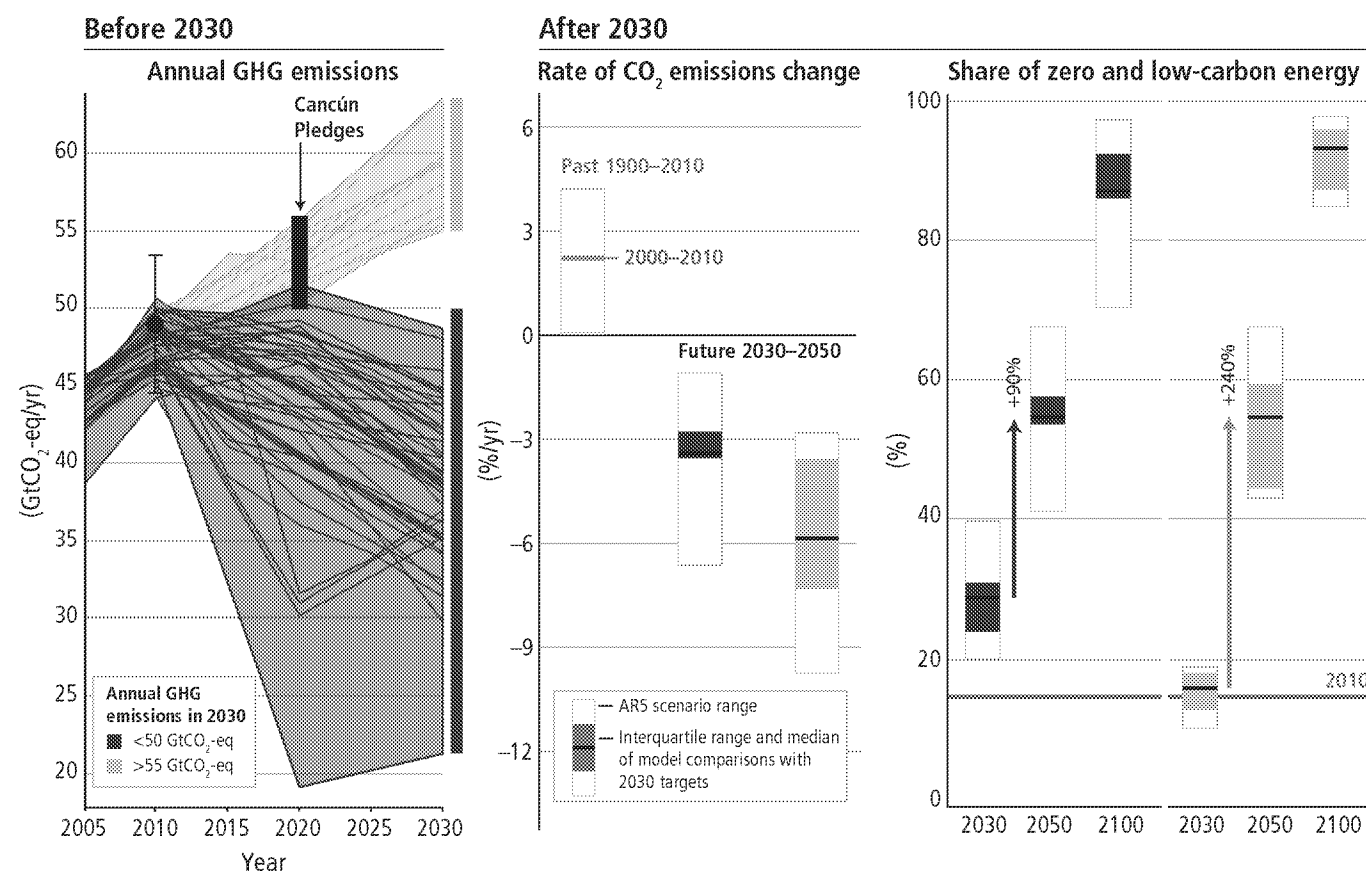 Before 2030
Annual GHG emissions
Cancún
Pledges
60
55
50
45
40
35
30
25
20
(GtCO2-eq/yr)
Annual GHG
emissions in 2030
<50 GtCO2-eq
>55 GtCO2-eq
2005 2010 2015 2020 2025 2030
Year
After 2030
Rate of CO2 emissions change
6
3
0
–3
–6
–9
–12
(%/yr)
Past 1900–2010
2000–2010
Future 2030–2050
AR5 scenario range
Interquartile range and median
of model comparisons with
2030 targets
Share of zero and low-carbon energy
100
80
60
40
20
0
(%)
+90%
+240%
2010
2030 2050 2100 2030 2050 2100